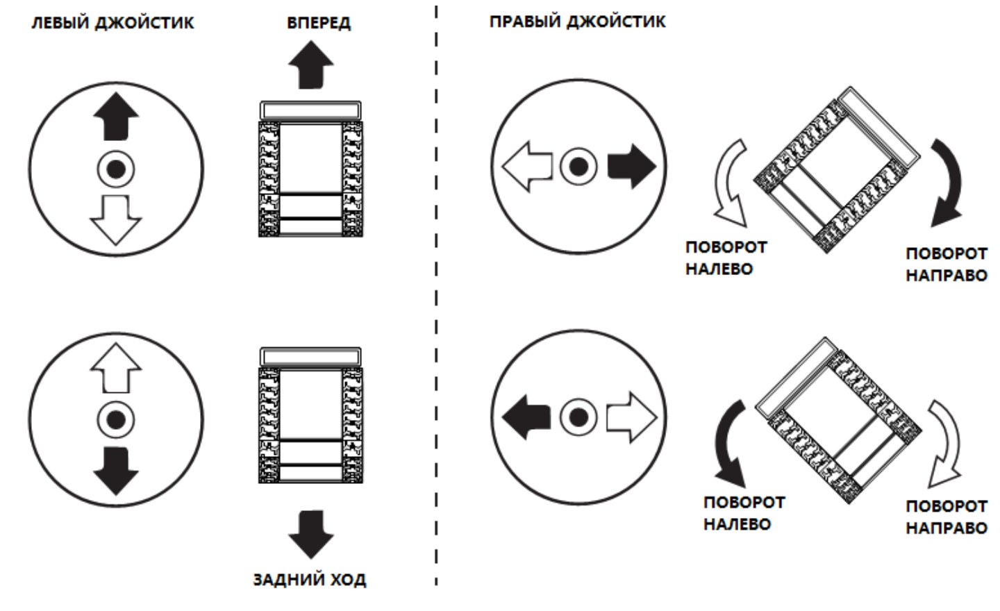 ЛЕВЫЙ ДЖОЙСТИК
ВПЕРЕД
ЗАДНИЙ ХОД
ПРАВЫЙ ДЖОЙСТИК
ПОВОРОТ
НАЛЕВО
ПОВОРОТ
НАПРАВО
ПОВОРОТ
НАЛЕВО
ПОВОРОТ
НАПРАВО